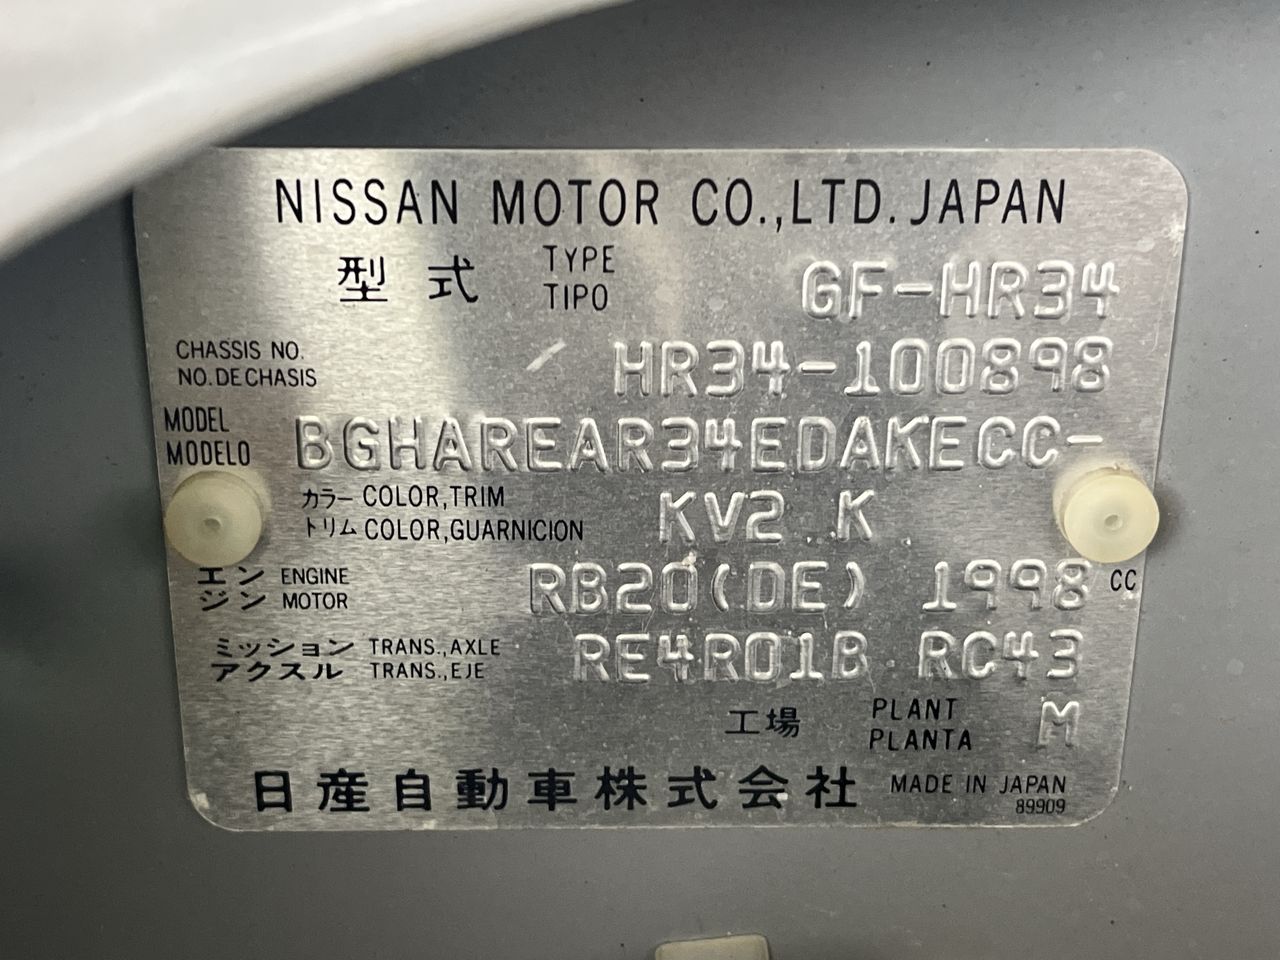 NISSAN MOTOR CO.,LTD. JAPAN
型式 TYPE GF-HR34
TIPO
CHASSIS NO. HR34-100898
NO. DE CHASIS
MODEL BGHAREAR34EDAKECC-
MODELO
カラー COLOR,TRIM KV2 K
トリム COLOR,GUARNICION
エン ENGINE RB20(DE) 1998 CC
ジン MOTOR
ミッション TRANS.,AXLE RE4R01B RC43
アクスル TRANS.,EJE
工場 PLANT M
PLANTA
日産自動車株式会社 MADE IN JAPAN
89909